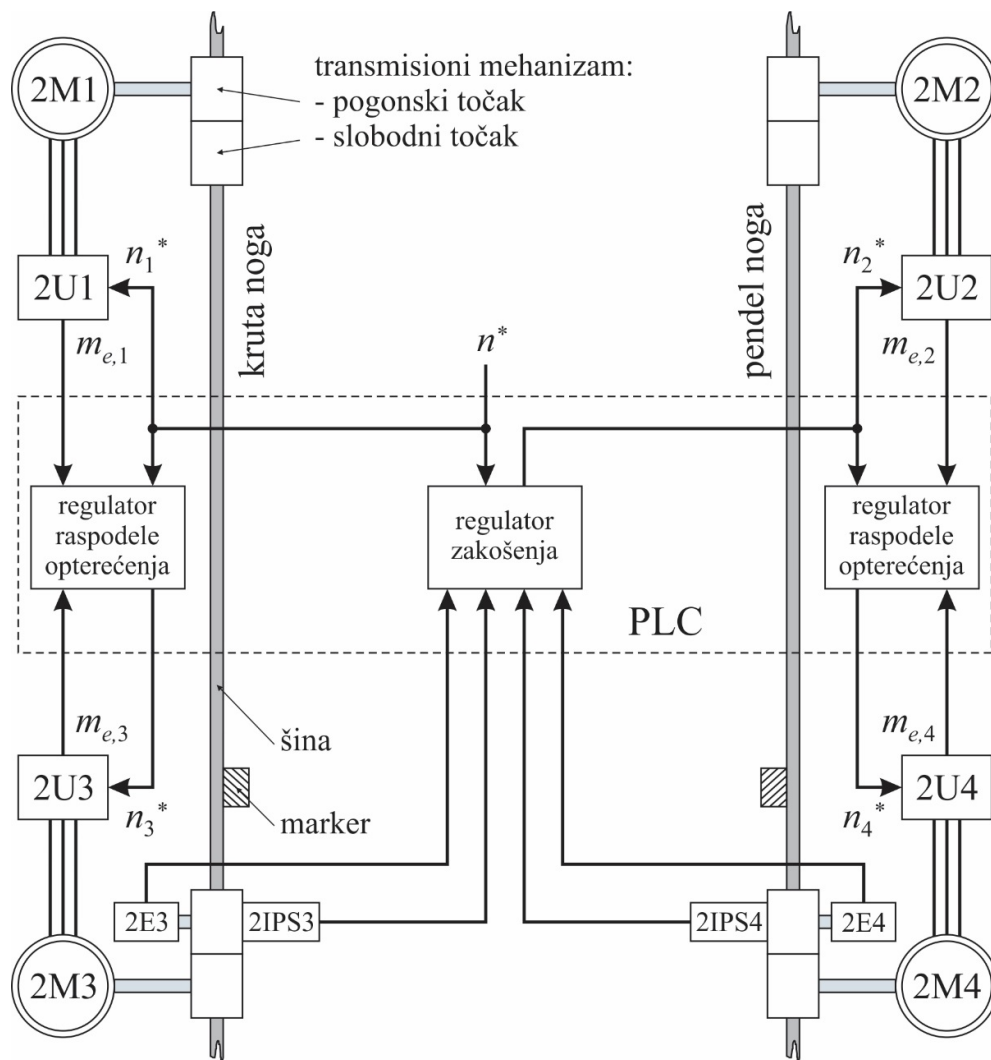 2M1
transmisioni mehanizam:
- pogonski točak
- slobodni točak
2M2
kruta noga
pendel noga
n₁*
n₂*
2U1
2U2
mₑ,₁
n*
mₑ,₂
regulator
raspodele
opterećenja
regulator
zakošenja
regulator
raspodele
opterećenja
PLC
mₑ,₃
šina
mₑ,₄
2U3
2U4
n₃*
marker
n₄*
2E3
2IPS3
2IPS4
2E4
2M3
2M4